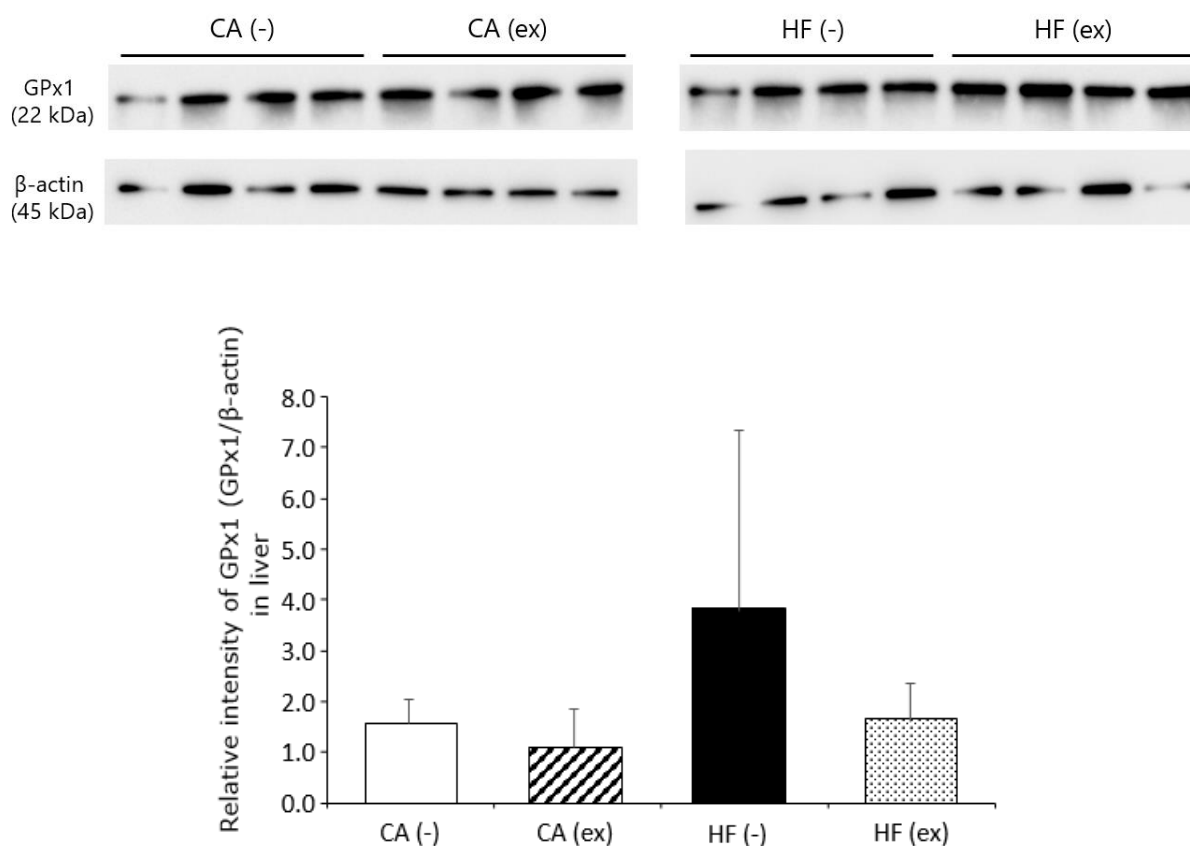 CA (-) CA (ex) HF (-) HF (ex)
GPx1
(22 kDa)
β-actin
(45 kDa)
Relative intensity of GPx1 (GPx1/β-actin)
in liver
8.0
7.0
6.0
5.0
4.0
3.0
2.0
1.0
0.0
CA (-) CA (ex) HF (-) HF (ex)